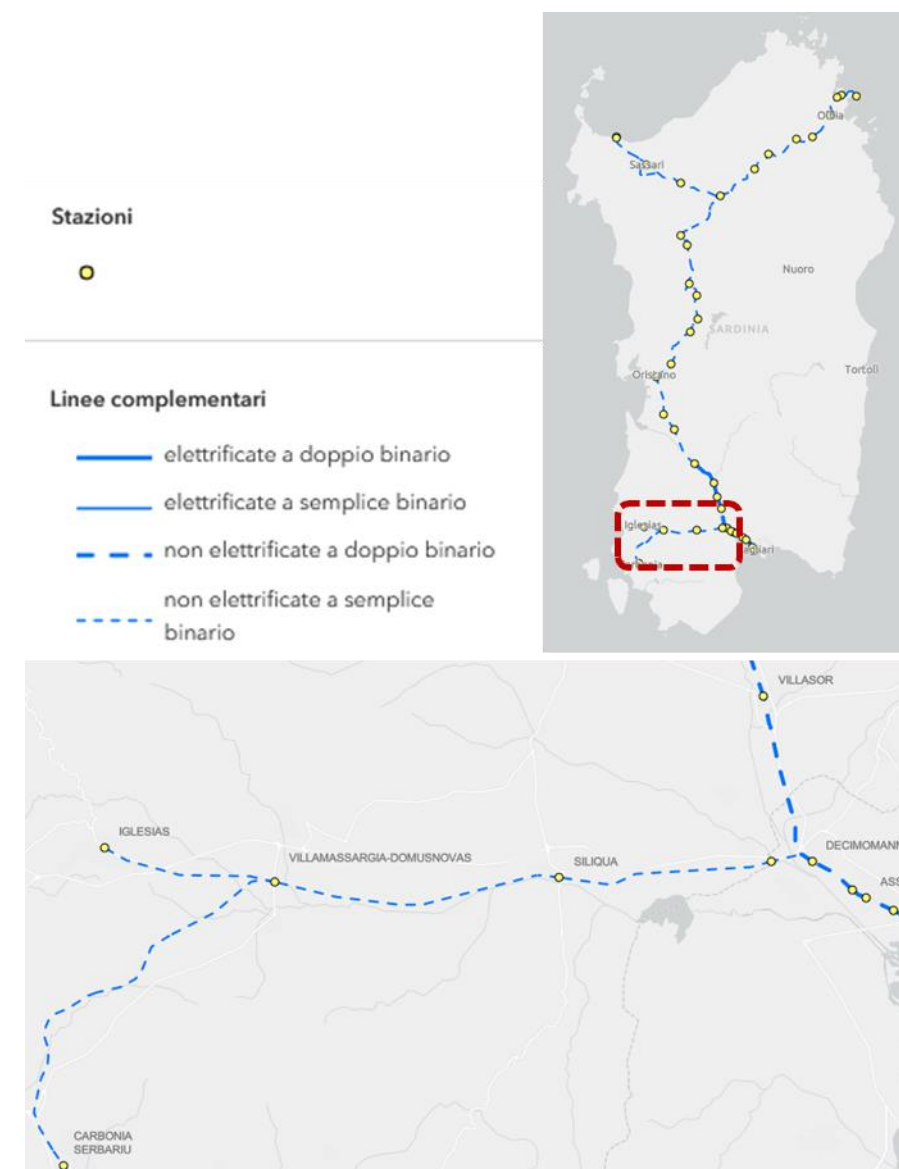 Stazioni
Linee complementari
elettrificate a doppio binario
elettrificate a semplice binario
non elettrificate a doppio binario
non elettrificate a semplice
binario
Olbia
Sassari
Nuoro
SARDINIA
Oristano
Tortolì
Iglesias
VILLASOR
IGLESIAS
DECIMOMANN
VILLAMASSARGIA-DOMUSNOVAS
SILIQUA
ASS
CARBONIA
SERBARIU